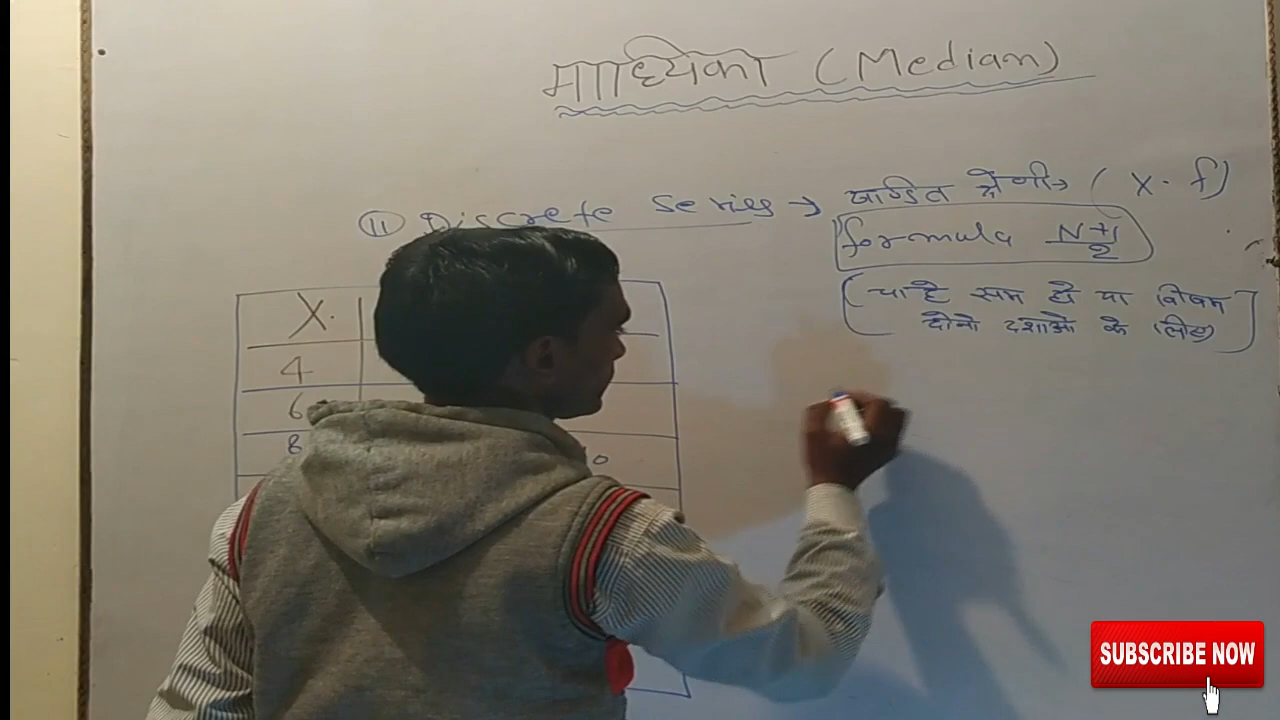 माध्यिका (Median)
(II) Discrete Series → खण्डित श्रेणी→ ( X. f)
formula N+1/2
(चाहे सम हो या विषम
दोनो दशाओ के लिए)
X.
4
6
8
SUBSCRIBE NOW